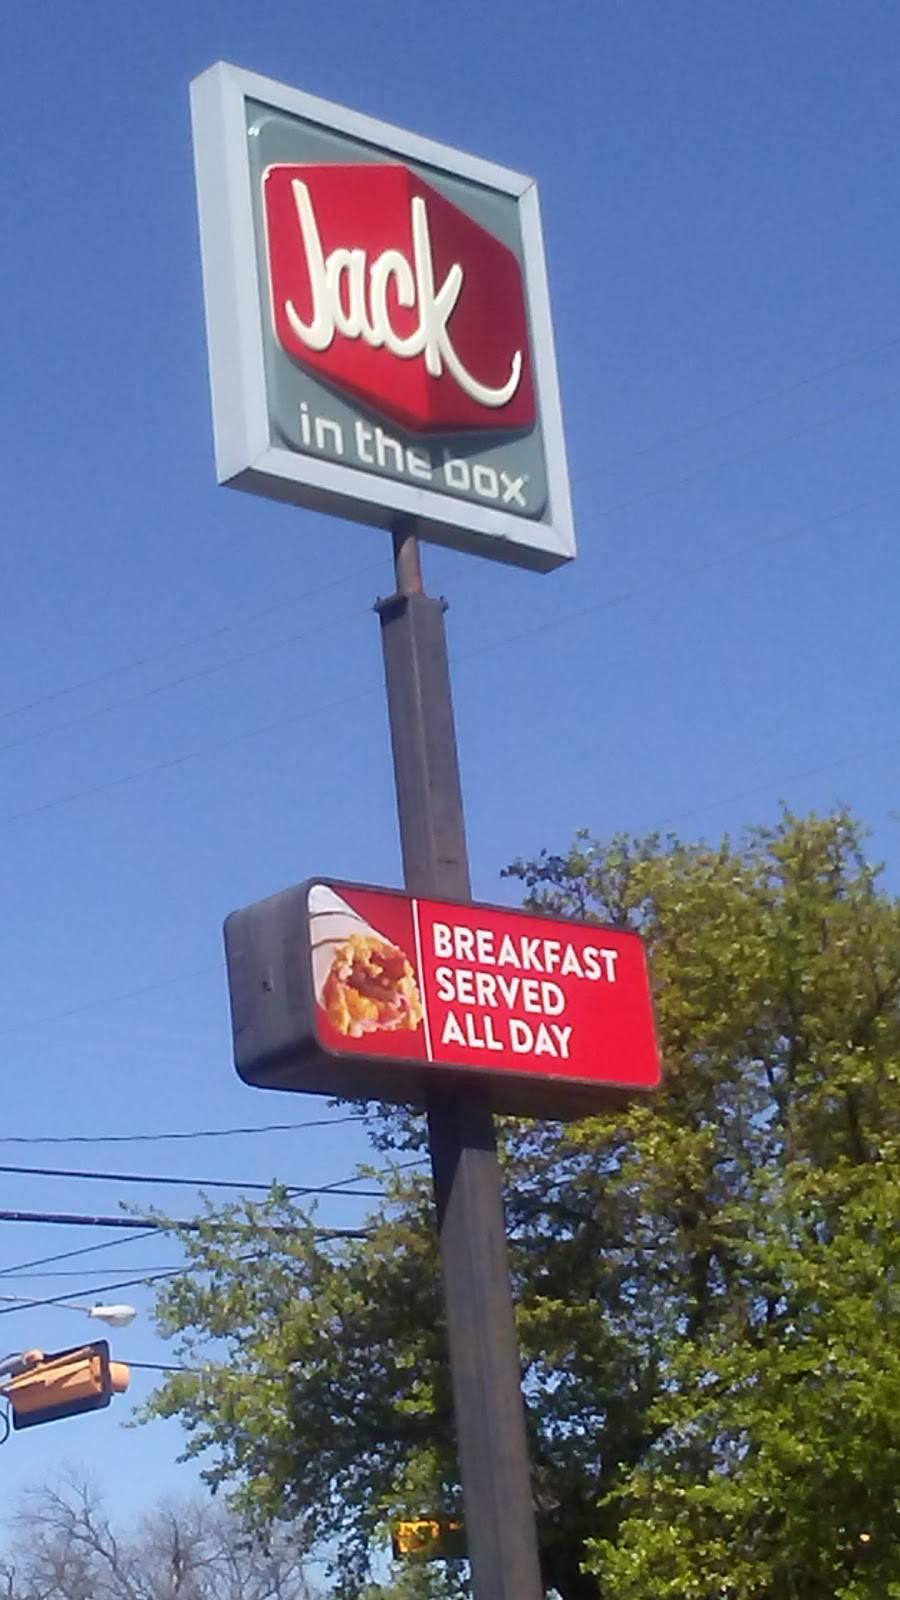 Jack
in the box
BREAKFAST
SERVED
ALL DAY